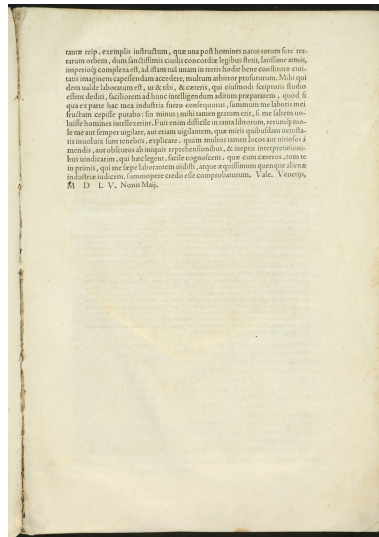 tantæ reip. exemplis instructum, quæ una post homines natos totum fere ter-
rarum orbem, dum sanctissimis ciuilis concordiæ legibus stetit, latissime armis,
imperioq́; complexa est, ad istam tuã unam in terris hodie bene constitutæ ciui-
tatis imaginem capessendam accedere, multum arbitror profuturum. Mihi qui
dem ualde laboratum est, ut & tibi, & cæteris, qui eiusmodi scriptoris studio
essent dediti, faciliorem ad hunc intelligendum aditum præpararem. quod si
qua ex parte hac mea industria fuero consequutus, summum me laboris mei
fructum cepisse putabo: sin minus; mihi tamen gratum erit, si me saltem uo-
luisse homines intellexerint. Fuit enim difficile in tanta librorum, rerumq́; mo-
le me aut semper uigilare, aut etiam uigilantem, quæ miris quibusdam uetusta-
tis inuoluta sunt tenebris, explicare. quim multos tamen locos aut uitiosos á
mendis, aut obscuros ab iniquis reprehensionibus, & ineptis interpretationi-
bus uindicatim, qui hæc legent, facile cognoscent. quæ cum cæteros, tum te
in primis, qui me sæpe laborantem uidisti, atque æquissimum quenque alienæ
industriæ iudicem, summopere credo esse comprobaturum. Vale. Venetijs,
M D L V. Nonis Maij.